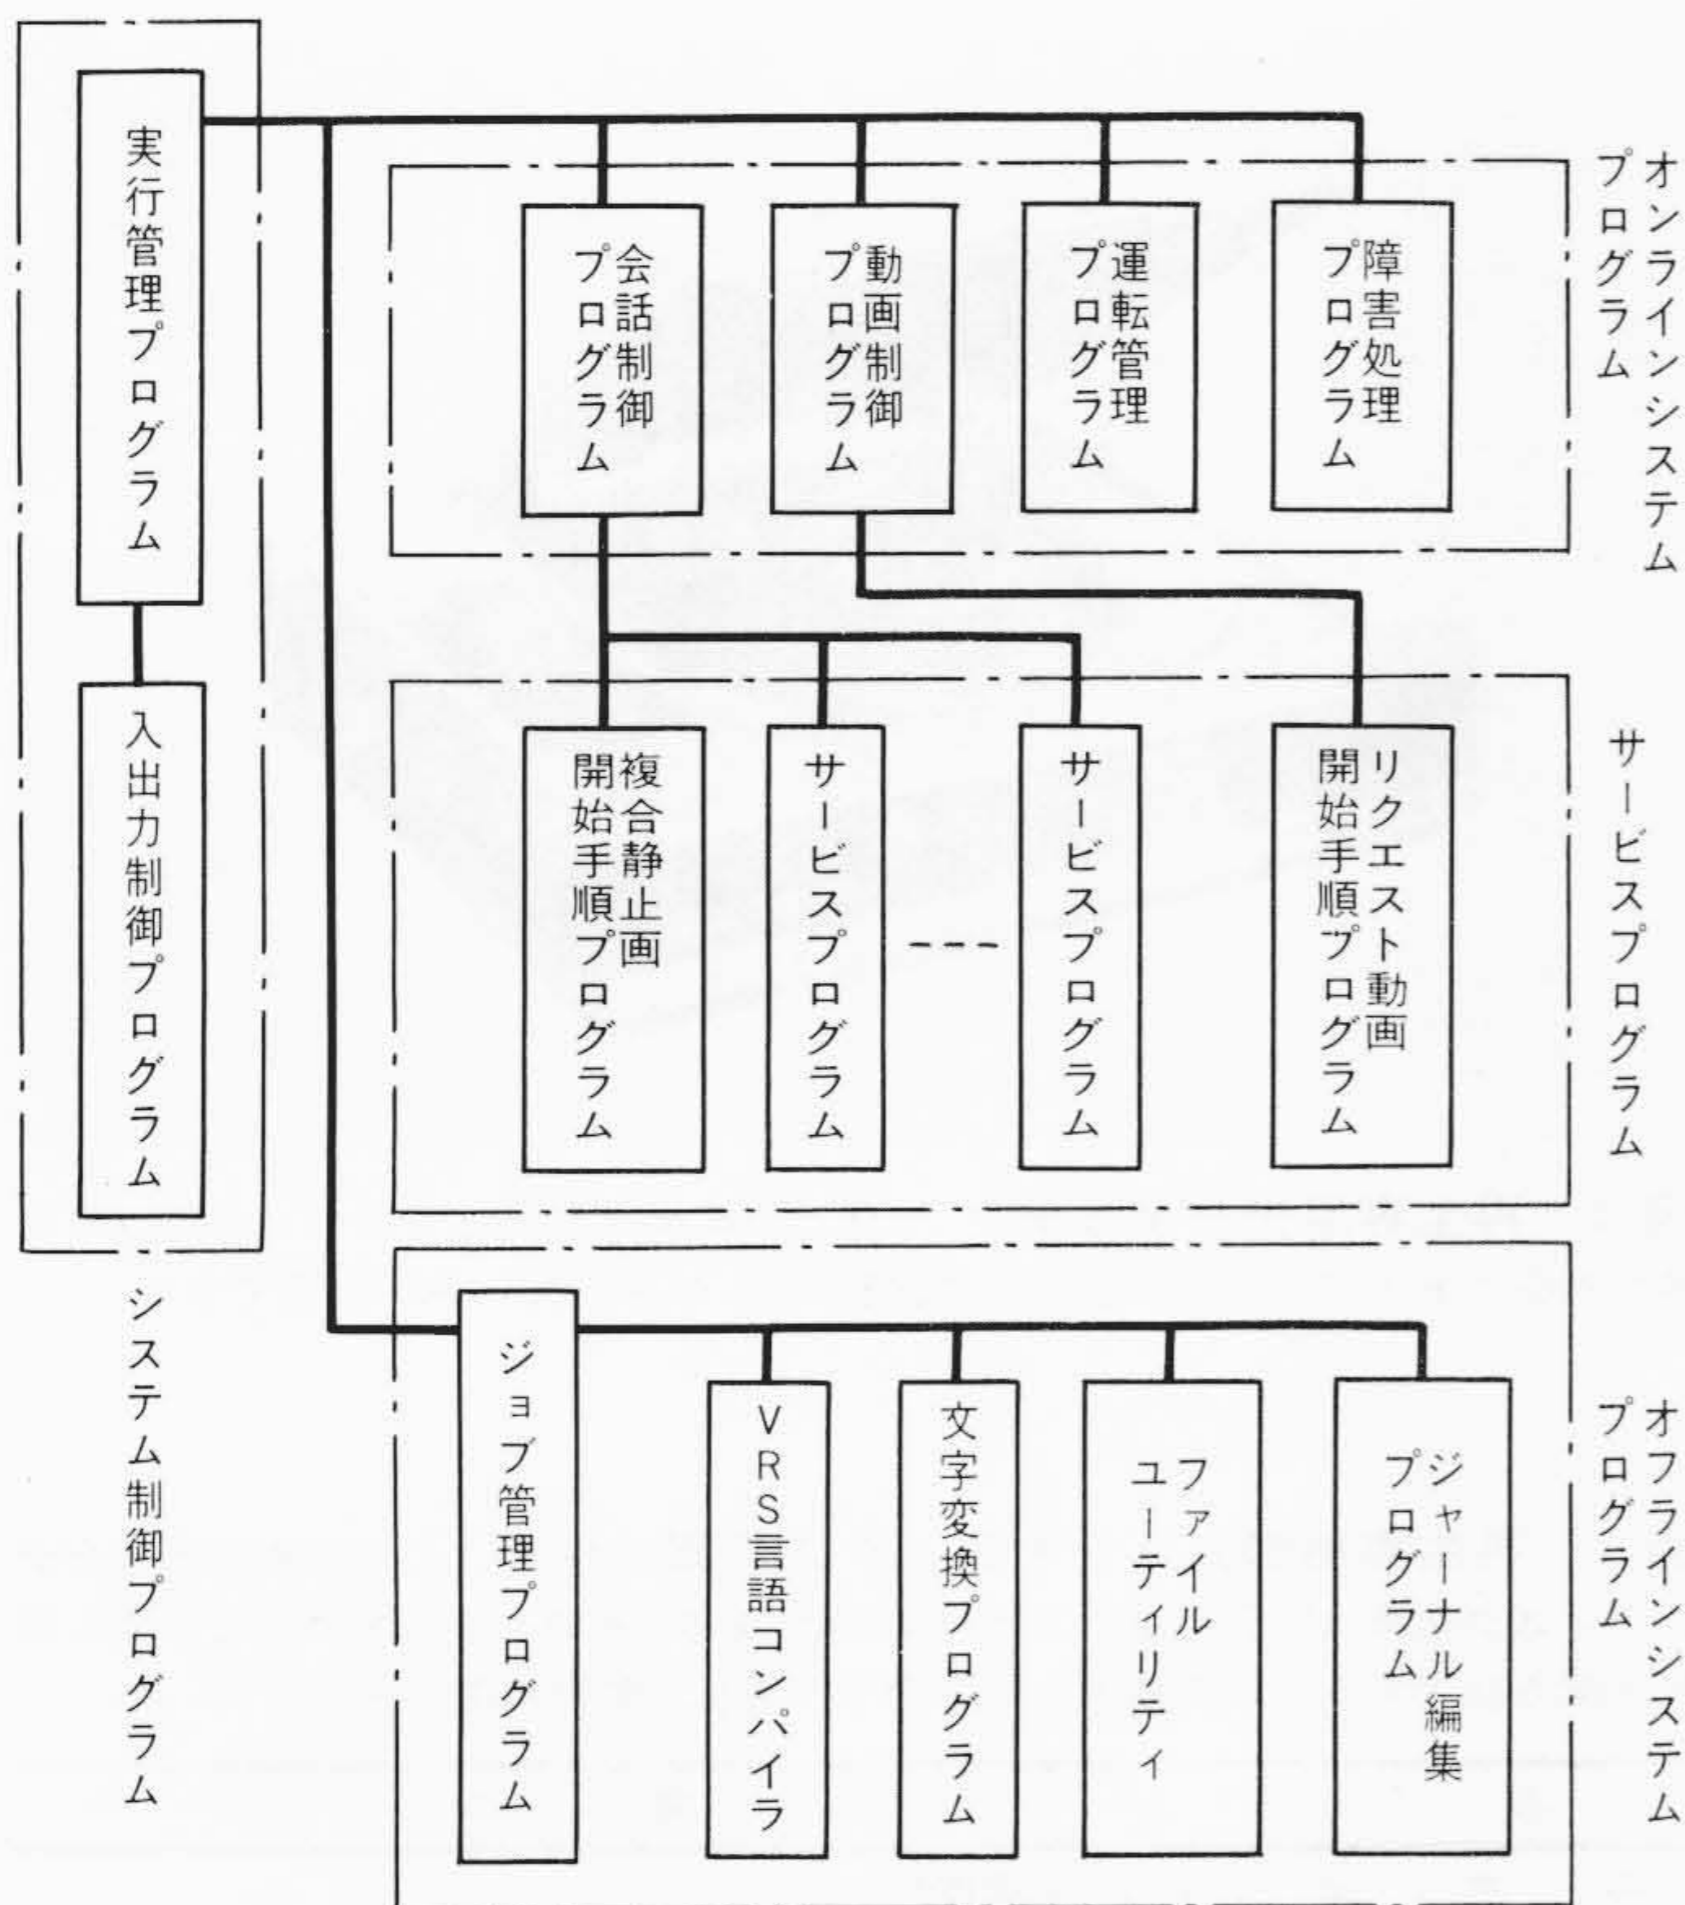 実行管理プログラム
入出力制御プログラム
システム制御プログラム
会話制御
プログラム
動画制御
プログラム
運転管理
プログラム
障害処理
プログラム
オンラインシステム
プログラム
複合静止画
開始手順プログラム
サービスプログラム
サービスプログラム
リクエスト動画
開始手順プログラム
サービスプログラム
ジョブ管理プログラム
VRS言語コンパイラ
文字変換プログラム
ファイル
ユーティリティ
ジャーナル編集
プログラム
オフラインシステム
プログラム